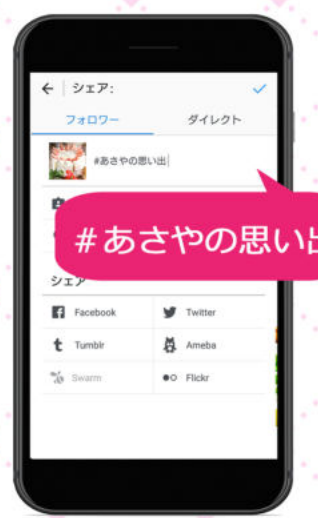 シェア:
フォロワー
ダイレクト
#あさやの思い出
#あさやの思い出
シェア
Facebook
Twitter
Tumblr
Ameba
Swarm
Flickr